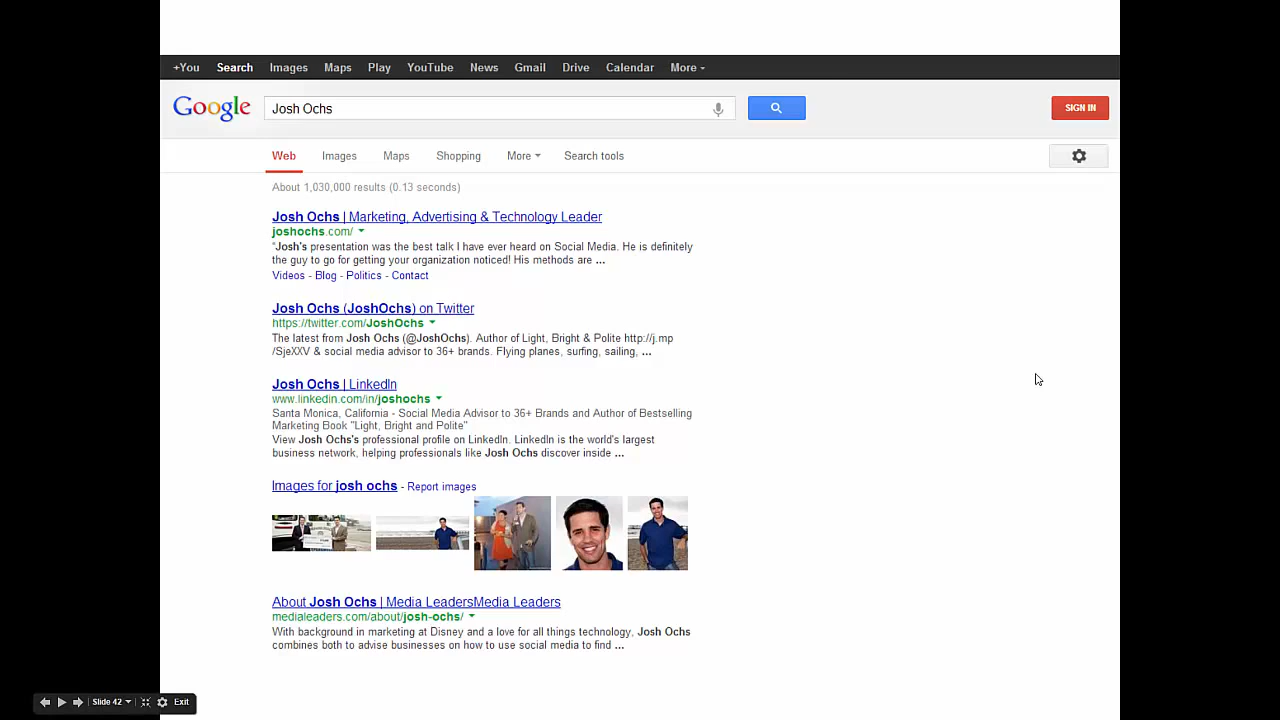 +You Search Images Maps Play YouTube News Gmail Drive Calendar More
Google Josh Ochs SIGN IN
Web Images Maps Shopping More Search tools
About 1,030,000 results (0.13 seconds)
Josh Ochs | Marketing, Advertising & Technology Leader
joshochs.com/
“Josh's presentation was the best talk I have ever heard on Social Media. He is definitely
the guy to go for getting your organization noticed! His methods are ...
Videos - Blog - Politics - Contact
Josh Ochs (JoshOchs) on Twitter
https://twitter.com/JoshOchs
The latest from Josh Ochs (@JoshOchs). Author of Light, Bright & Polite http://j.mp
/SjeXXV & social media advisor to 36+ brands. Flying planes, surfing, sailing, ...
Josh Ochs | LinkedIn
www.linkedin.com/in/joshochs
Santa Monica, California - Social Media Advisor to 36+ Brands and Author of Bestselling
Marketing Book "Light, Bright and Polite"
View Josh Ochs's professional profile on LinkedIn. LinkedIn is the world's largest
business network, helping professionals like Josh Ochs discover inside ...
Images for josh ochs - Report images
About Josh Ochs | Media LeadersMedia Leaders
medialeaders.com/about/josh-ochs/
With background in marketing at Disney and a love for all things technology, Josh Ochs
combines both to advise businesses on how to use social media to find ...
Slide 42 Exit